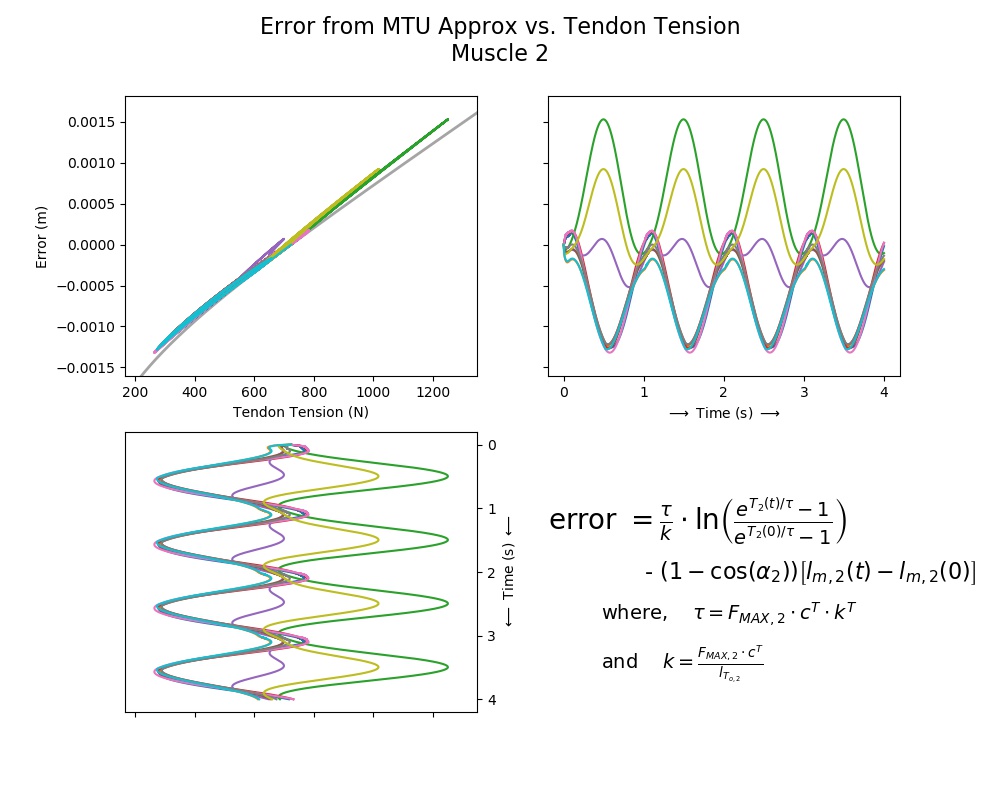 Error from MTU Approx vs. Tendon Tension
Muscle 2
0.0015
0.0010
0.0005
0.0000
−0.0005
−0.0010
−0.0015
Error (m)
200 400 600 800 1000 1200
Tendon Tension (N)
0 1 2 3 4
⟶ Time (s) ⟶
0
1
2
3
4
⟵ Time (s) ⟵
error = τ/k · ln((e^{T₂(t)/τ} − 1)/(e^{T₂(0)/τ} − 1))
- (1 − cos(α₂))[l_{m,2}(t) − l_{m,2}(0)]
where, τ = F_{MAX,2} · c^T · k^T
and k = (F_{MAX,2} · c^T)/l_{T_{o,2}}